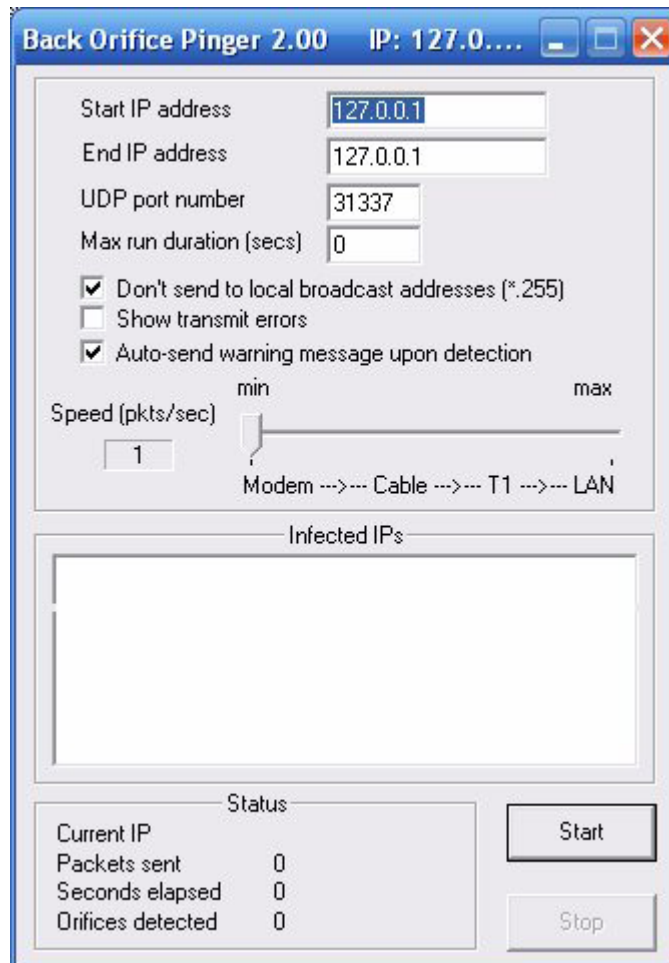 Back Orifice Pinger 2.00 IP: 127.0....
Start IP address 127.0.0.1
End IP address 127.0.0.1
UDP port number 31337
Max run duration (secs) 0
Don't send to local broadcast addresses (*.255)
Show transmit errors
Auto-send warning message upon detection
min max
Speed (pkts/sec)
1
Modem --->--- Cable --->--- T1 --->--- LAN
Infected IPs
Status
Current IP
Packets sent 0
Seconds elapsed 0
Orifices detected 0
Start
Stop